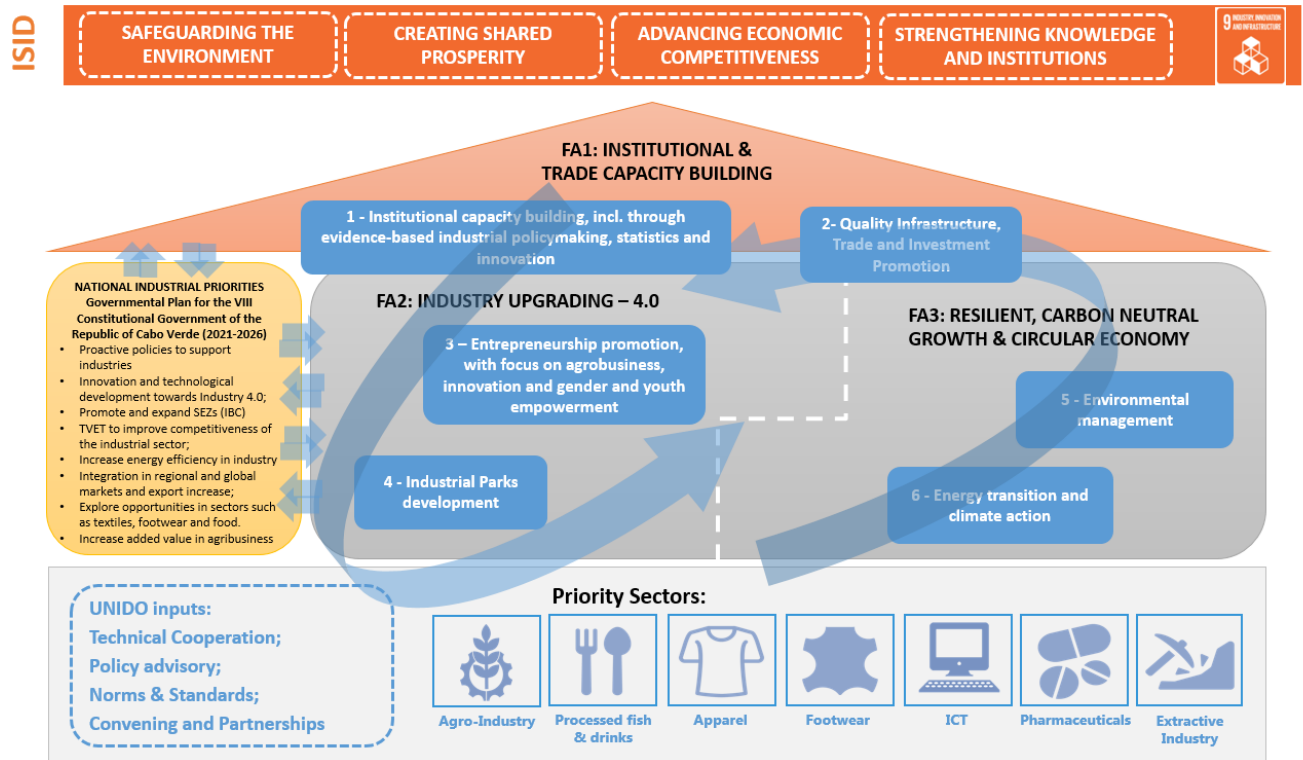 ISID
SAFEGUARDING THE
ENVIRONMENT
CREATING SHARED
PROSPERITY
ADVANCING ECONOMIC
COMPETITIVENESS
STRENGTHENING KNOWLEDGE
AND INSTITUTIONS
9 INDUSTRY, INNOVATION
AND INFRASTRUCTURE
FA1: INSTITUTIONAL &
TRADE CAPACITY BUILDING
1 - Institutional capacity building, incl. through
evidence-based industrial policymaking, statistics and
innovation
2- Quality Infrastructure,
Trade and Investment
Promotion
NATIONAL INDUSTRIAL PRIORITIES
Governmental Plan for the VIII
Constitutional Government of the
Republic of Cabo Verde (2021-2026)
• Proactive policies to support
industries
• Innovation and technological
development towards Industry 4.0;
• Promote and expand SEZs (IBC)
• TVET to improve competitiveness of
the industrial sector;
• Increase energy efficiency in industry
• Integration in regional and global
markets and export increase;
• Explore opportunities in sectors such
as textiles, footwear and food.
• Increase added value in agribusiness
FA2: INDUSTRY UPGRADING – 4.0
3 – Entrepreneurship promotion,
with focus on agrobusiness,
innovation and gender and youth
empowerment
4 - Industrial Parks
development
FA3: RESILIENT, CARBON NEUTRAL
GROWTH & CIRCULAR ECONOMY
5 - Environmental
management
6 - Energy transition and
climate action
UNIDO inputs:
Technical Cooperation;
Policy advisory;
Norms & Standards;
Convening and Partnerships
Priority Sectors:
Agro-Industry
Processed fish
& drinks
Apparel
Footwear
ICT
Pharmaceuticals
Extractive
Industry